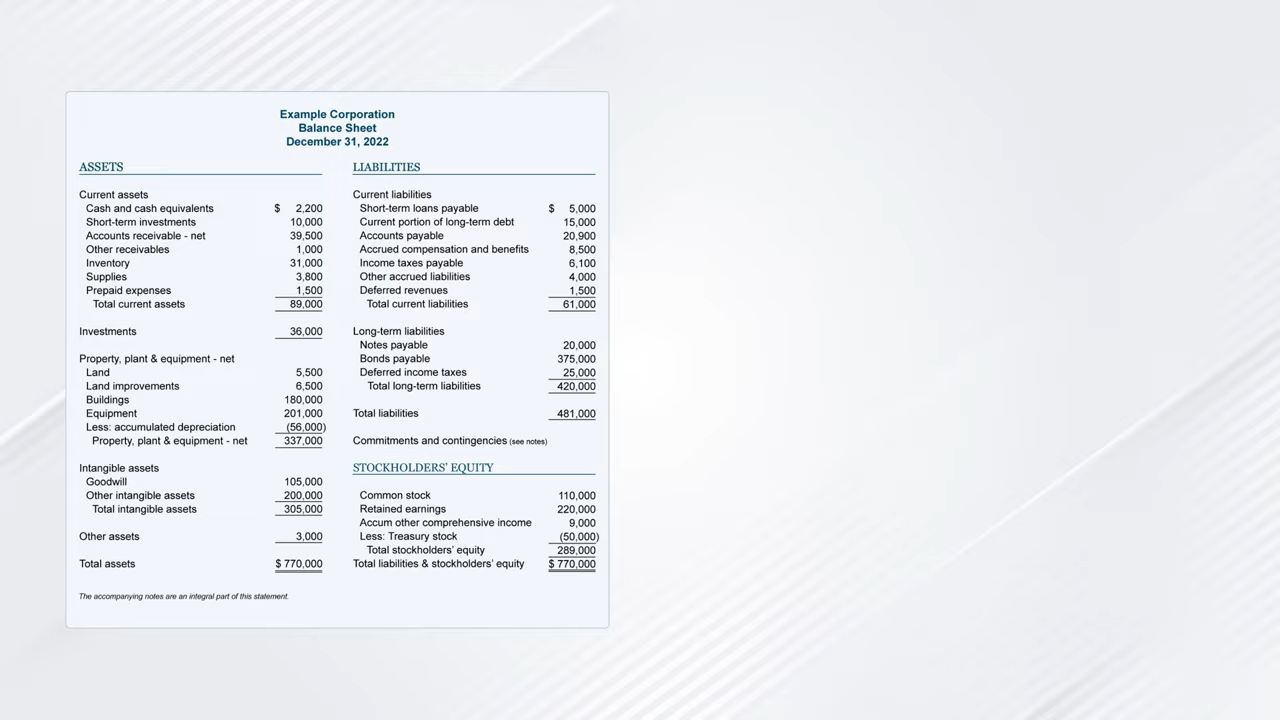 Example Corporation
Balance Sheet
December 31, 2022
ASSETS
Current assets
Cash and cash equivalents $ 2,200
Short-term investments 10,000
Accounts receivable - net 39,500
Other receivables 1,000
Inventory 31,000
Supplies 3,800
Prepaid expenses 1,500
Total current assets 89,000
Investments 36,000
Property, plant & equipment - net
Land 5,500
Land improvements 6,500
Buildings 180,000
Equipment 201,000
Less: accumulated depreciation (56,000)
Property, plant & equipment - net 337,000
Intangible assets
Goodwill 105,000
Other intangible assets 200,000
Total intangible assets 305,000
Other assets 3,000
Total assets $ 770,000
LIABILITIES
Current liabilities
Short-term loans payable $ 5,000
Current portion of long-term debt 15,000
Accounts payable 20,900
Accrued compensation and benefits 8,500
Income taxes payable 6,100
Other accrued liabilities 4,000
Deferred revenues 1,500
Total current liabilities 61,000
Long-term liabilities
Notes payable 20,000
Bonds payable 375,000
Deferred income taxes 25,000
Total long-term liabilities 420,000
Total liabilities 481,000
Commitments and contingencies (see notes)
STOCKHOLDERS’ EQUITY
Common stock 110,000
Retained earnings 220,000
Accum other comprehensive income 9,000
Less: Treasury stock (50,000)
Total stockholders’ equity 289,000
Total liabilities & stockholders’ equity $ 770,000
The accompanying notes are an integral part of this statement.